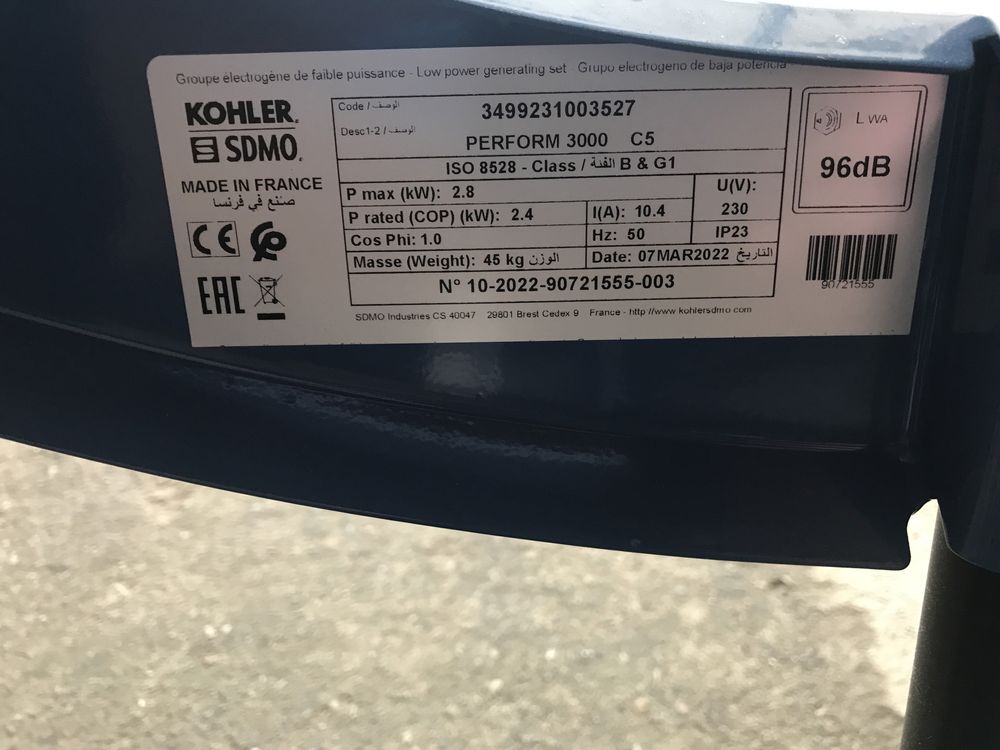 Groupe électrogène de faible puissance - Low power generating set - Grupo electrogeno de baja potencia
KOHLER.
SDMO.
MADE IN FRANCE
صنع في فرنسا
CE
EAC
Code / الوصف
3499231003527
Desc1-2 / الوصف
PERFORM 3000 C5
ISO 8528 - Class / الفئة B & G1
P max (kW): 2.8
U(V):
P rated (COP) (kW): 2.4
I(A): 10.4
230
Cos Phi: 1.0
Hz: 50
IP23
Masse (Weight): 45 kg الوزن
Date: 07MAR2022 التاريخ
N° 10-2022-90721555-003
SDMO Industries CS 40047 29801 Brest Cedex 9 France - http //www kohlersdmo com
LWA
96dB
90721555